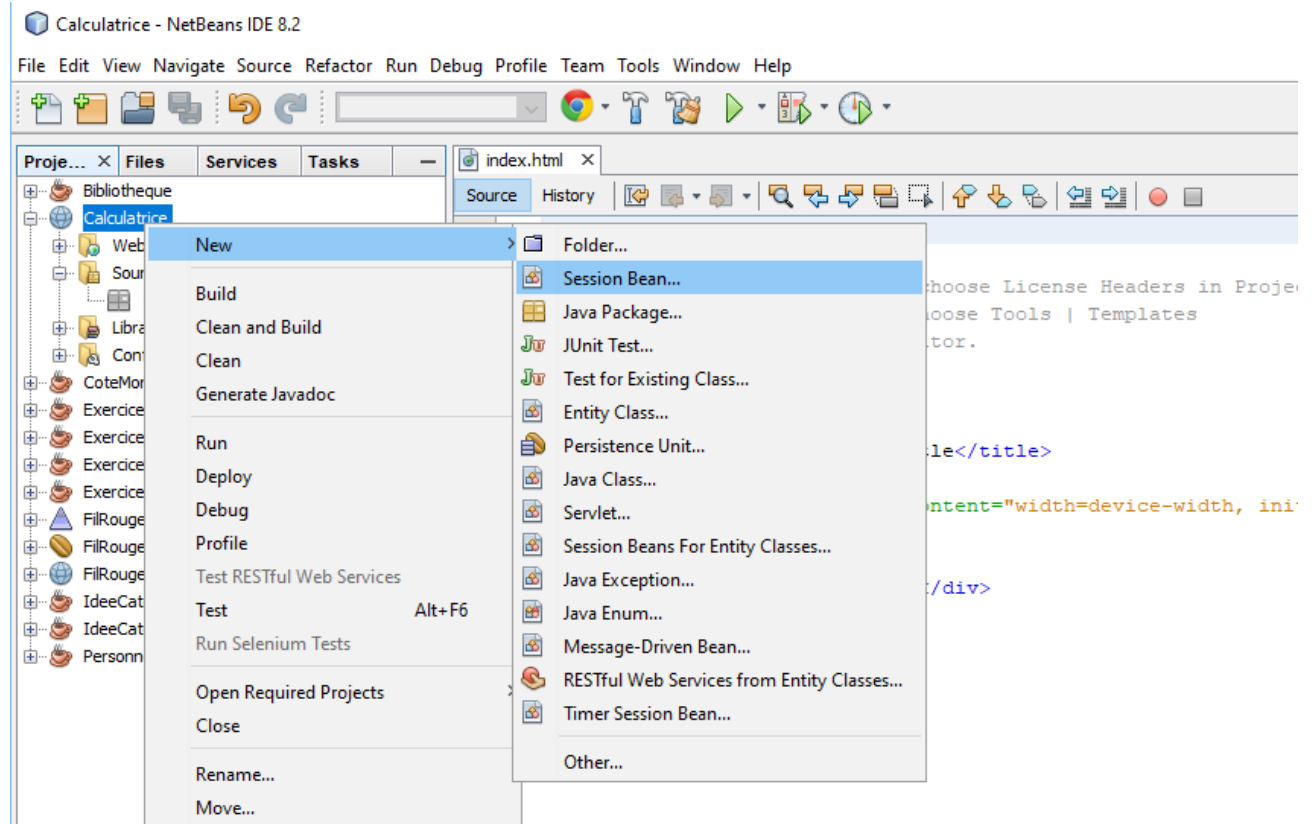 Calculatrice - NetBeans IDE 8.2
File Edit View Navigate Source Refactor Run Debug Profile Team Tools Window Help
Proje... Files Services Tasks
index.html
Source History
Bibliotheque
Calculatrice
Web
Sour
Libra
Conf
CoteMor
Exercice
Exercice
Exercice
Exercice
FilRouge
FilRouge
FilRouge
IdeeCat
IdeeCat
Personn
New
Build
Clean and Build
Clean
Generate Javadoc
Run
Deploy
Debug
Profile
Test RESTful Web Services
Test Alt+F6
Run Selenium Tests
Open Required Projects
Close
Rename...
Move...
Folder...
Session Bean...
Java Package...
JUnit Test...
Test for Existing Class...
Entity Class...
Persistence Unit...
Java Class...
Servlet...
Session Beans For Entity Classes...
Java Exception...
Java Enum...
Message-Driven Bean...
RESTful Web Services from Entity Classes...
Timer Session Bean...
Other...
choose License Headers in Projec
oose Tools | Templates
tor.
le</title>
ontent="width=device-width, init
</div>